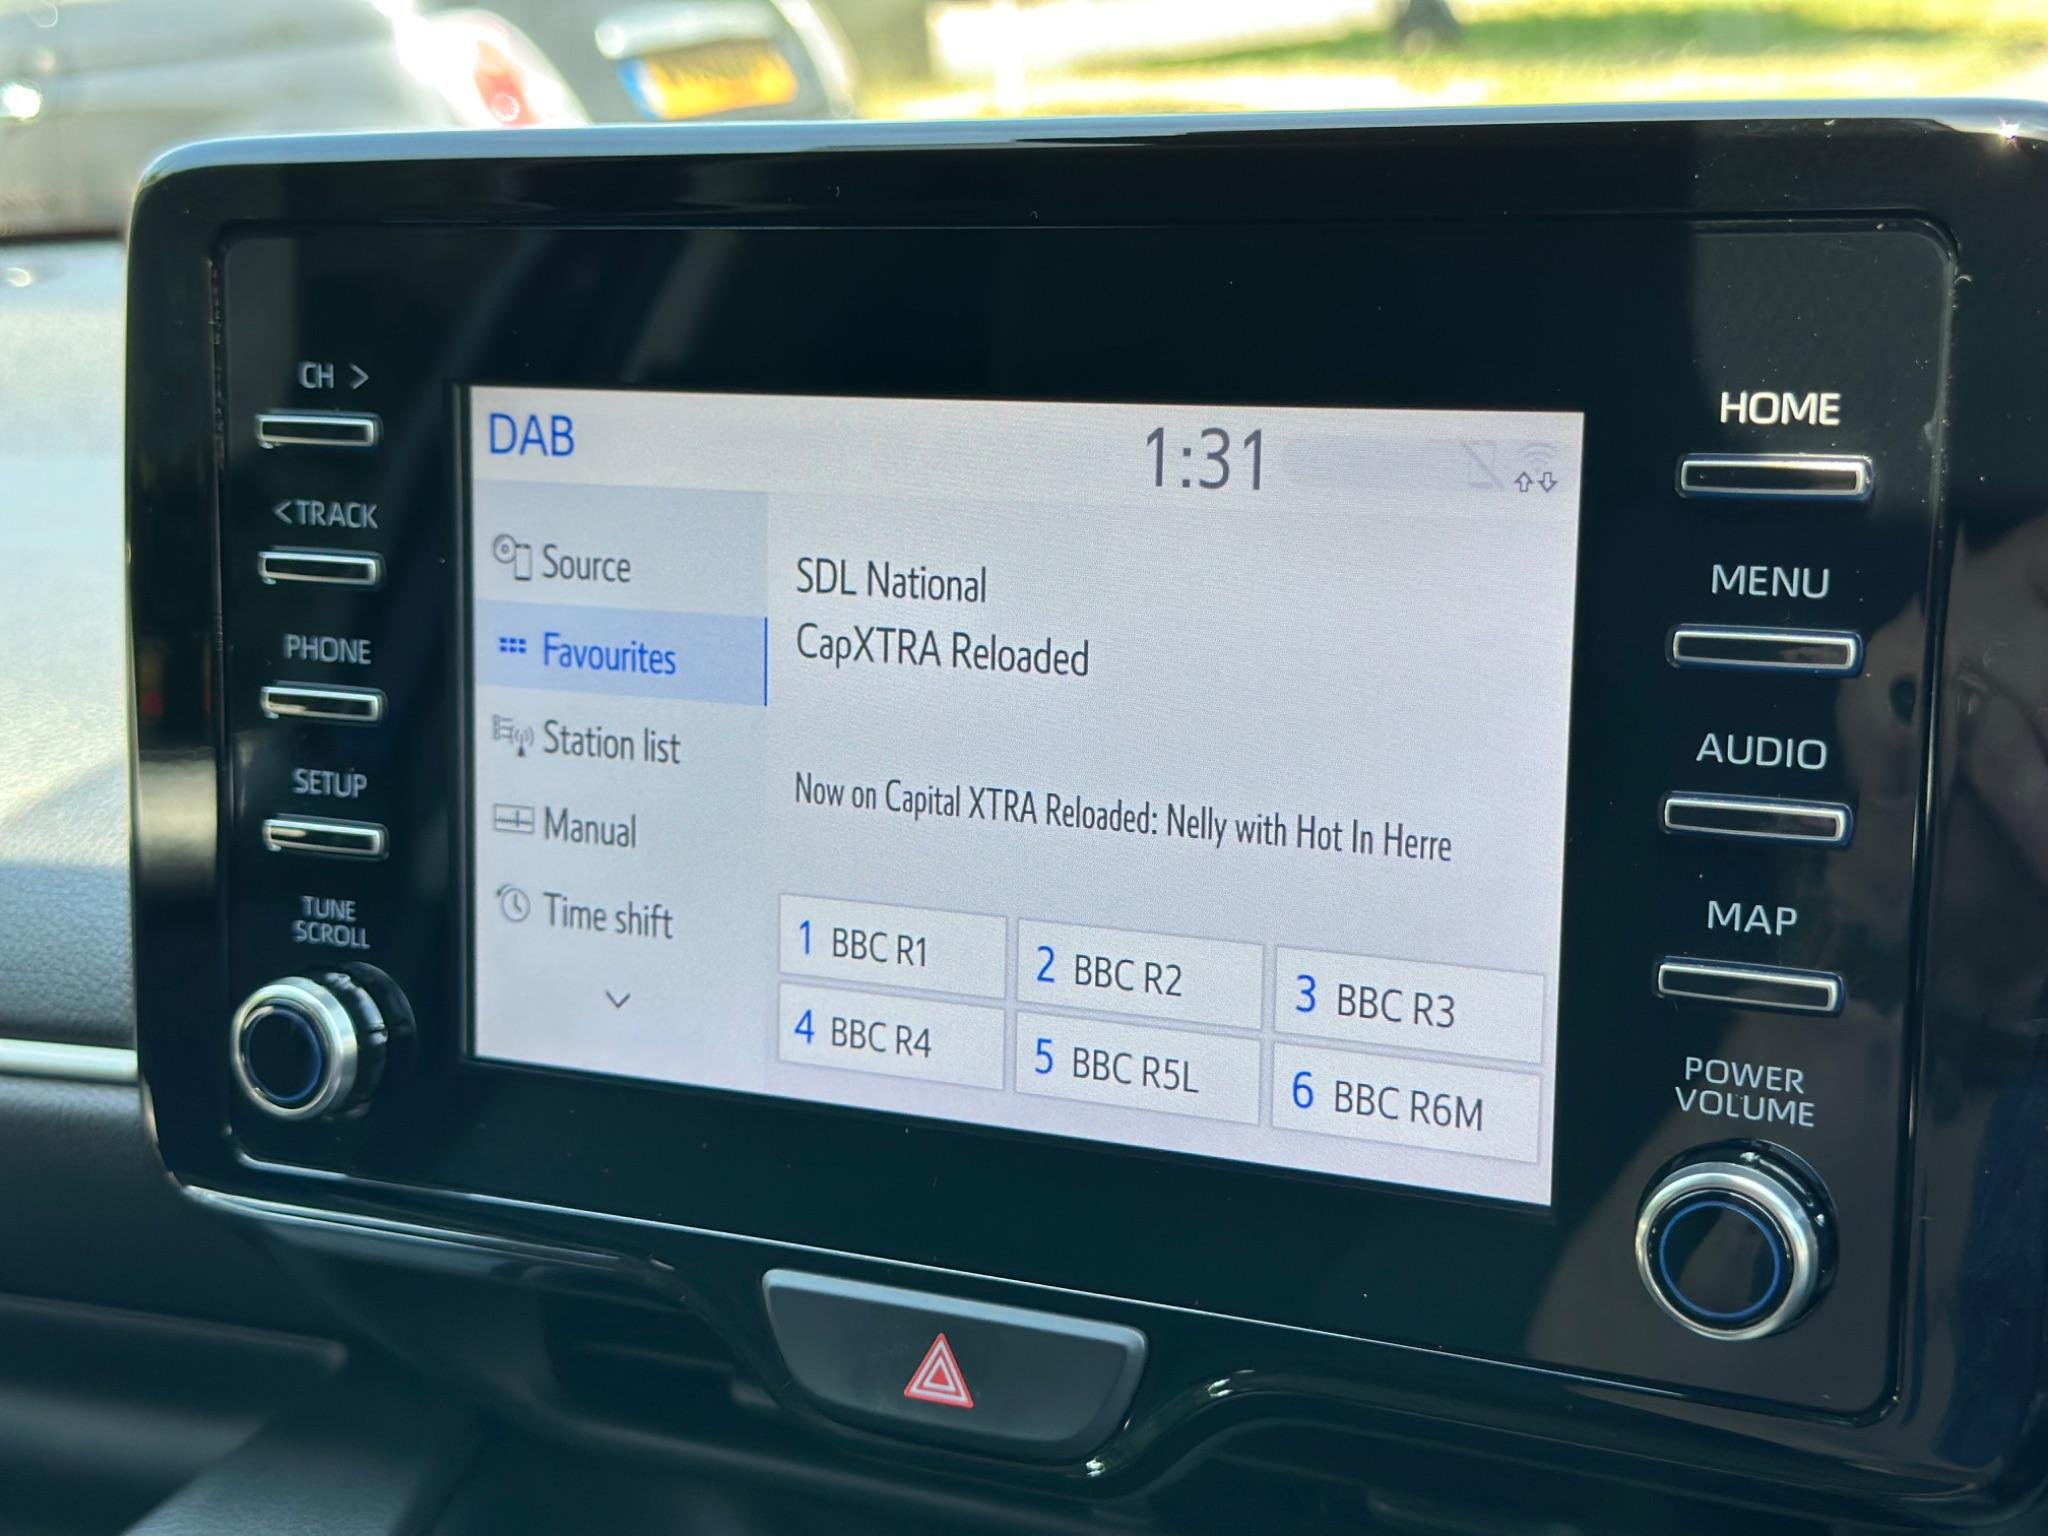 CH >
<TRACK
PHONE
SETUP
TUNE
SCROLL
DAB
1:31
Source
Favourites
Station list
Manual
Time shift
SDL National
CapXTRA Reloaded
Now on Capital XTRA Reloaded: Nelly with Hot In Herre
1 BBC R1
2 BBC R2
3 BBC R3
4 BBC R4
5 BBC R5L
6 BBC R6M
HOME
MENU
AUDIO
MAP
POWER
VOLUME